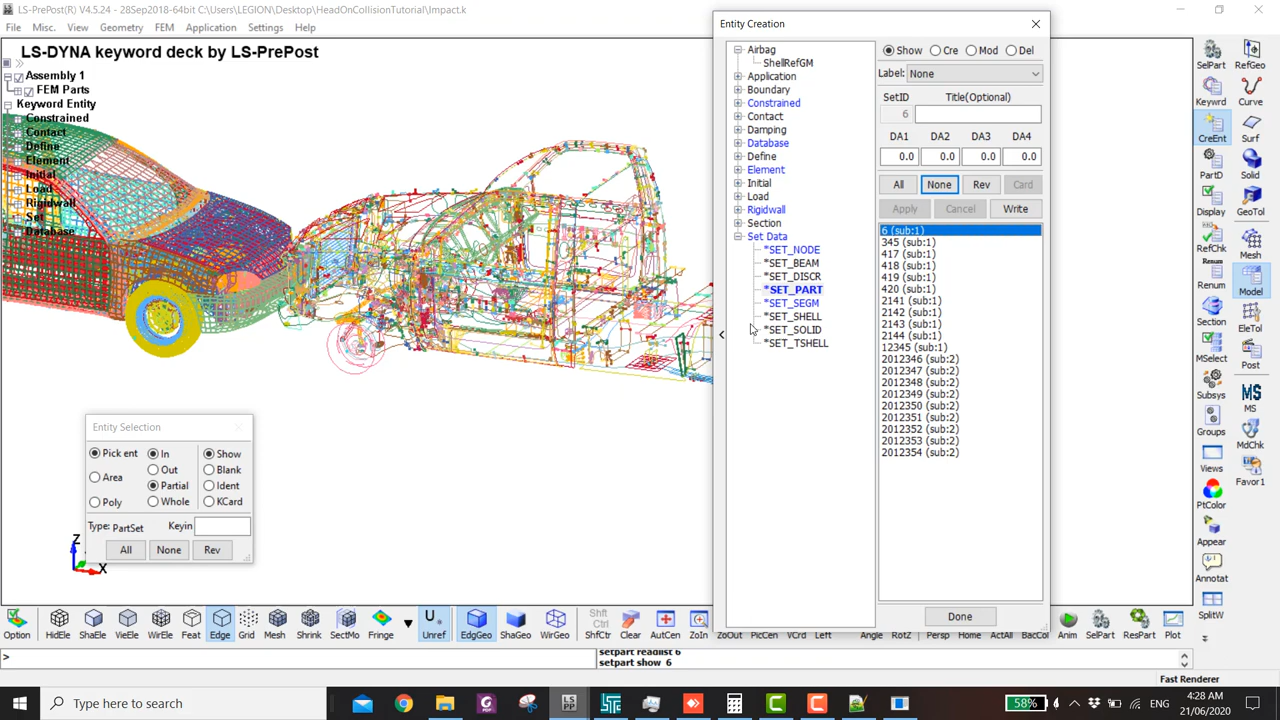 LS-PrePost(R) V4.5.24 - 28Sep2018-64bit C:\Users\LEGION\Desktop\HeadOnCollisionTutorial\Impact.k
File Misc. View Geometry FEM Application Settings Help
LS-DYNA keyword deck by LS-PrePost
Assembly 1
FEM Parts
Keyword Entity
Constrained
Contact
Define
Element
Initial
Load
Rigidwall
Set
Database
Entity Selection
Pick ent In Show
Out Blank
Area
Partial Ident
Poly Whole KCard
Type: PartSet Keyin
All None Rev
Z
X
Entity Creation
Airbag
ShellRefGM
Application
Boundary
Constrained
Contact
Damping
Database
Define
Element
Initial
Load
Rigidwall
Section
Set Data
*SET_NODE
*SET_BEAM
*SET_DISCR
*SET_PART
*SET_SEGM
*SET_SHELL
*SET_SOLID
*SET_TSHELL
Show Cre Mod Del
Label: None
SetID Title(Optional)
6
DA1 DA2 DA3 DA4
0.0 0.0 0.0 0.0
All None Rev Card
Apply Cancel Write
6 (sub:1)
345 (sub:1)
417 (sub:1)
418 (sub:1)
419 (sub:1)
420 (sub:1)
2141 (sub:1)
2142 (sub:1)
2143 (sub:1)
2144 (sub:1)
12345 (sub:1)
2012346 (sub:2)
2012347 (sub:2)
2012348 (sub:2)
2012349 (sub:2)
2012350 (sub:2)
2012351 (sub:2)
2012352 (sub:2)
2012353 (sub:2)
2012354 (sub:2)
Done
SelPart RefGeo
Keywrd Curve
CreEnt Surf
PartD Solid
Display GeoTol
RefChk Mesh
Renum
Renum Model
Section EleTol
MSelect Post
Subsys MS
MS
Groups MdChk
Views Favor1
PtColor
Appear
Annotat
SplitW
Shft
Ctrl
U.
Option HidEle ShaEle VieEle WirEle Feat Edge Grid Mesh Shrink SectMo Fringe Unref EdgGeo ShaGeo WirGeo ShfCtr Clear AutCen ZoIn ZoOut PicCen VCrd Left Angle RotZ Persp Home ActAll BacCol Anim SelPart ResPart Plot
>
setpart readlist 6
setpart show 6
Fast Renderer
Type here to search
LS
PP
58%
4:28 AM
21/06/2020